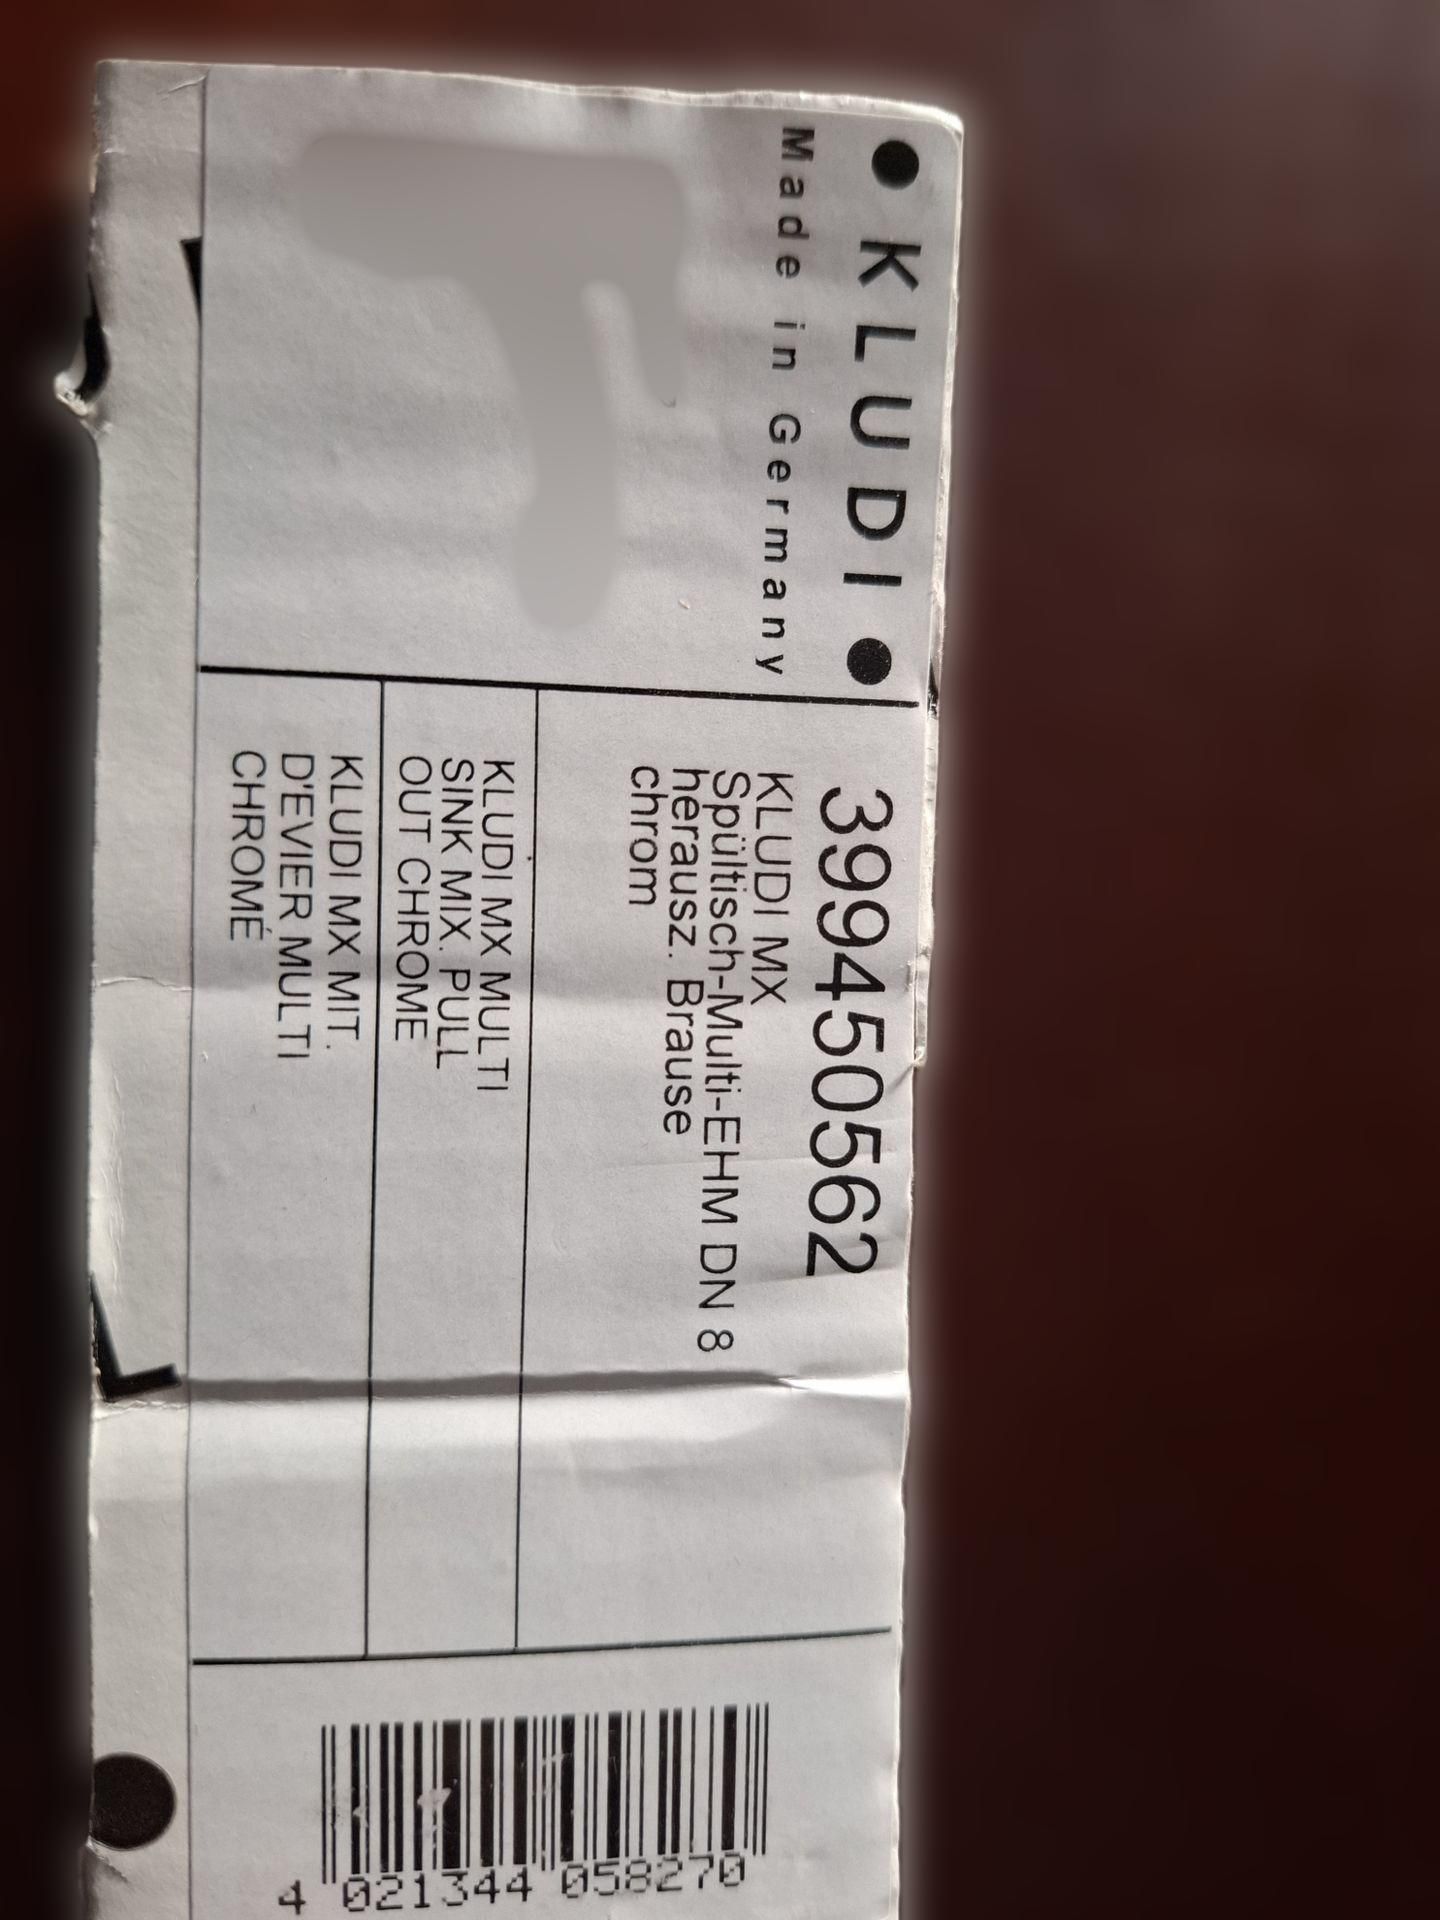 ● KLUDI ●
Made in Germany
399450562
KLUDI MX
Spültisch-Multi-EHM DN 8
herausz. Brause
chrom
KLUDI MX MULTI
SINK MIX. PULL
OUT CHROME
KLUDI MX MIT.
D'EVIER MULTI
CHROMÉ
4 021344 058270